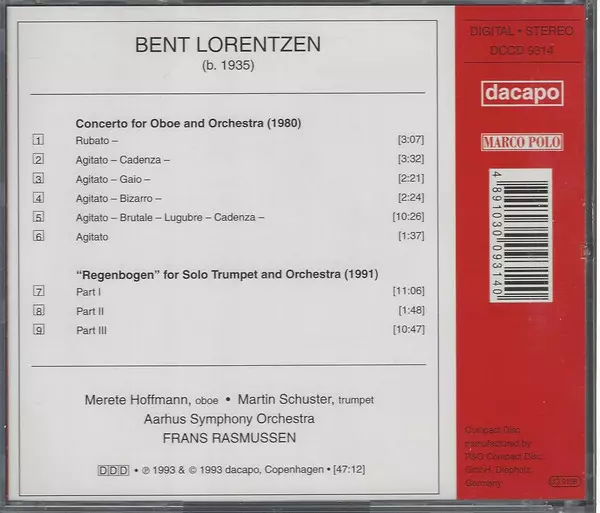 BENT LORENTZEN
(b. 1935)
Concerto for Oboe and Orchestra (1980)
1 Rubato – [3:07]
2 Agitato – Cadenza – [3:32]
3 Agitato – Gaio – [2:21]
4 Agitato – Bizarro – [2:24]
5 Agitato – Brutale – Lugubre – Cadenza – [10:26]
6 Agitato [1:37]
“Regenbogen” for Solo Trumpet and Orchestra (1991)
7 Part I [11:06]
8 Part II [1:48]
9 Part III [10:47]
Merete Hoffmann, oboe • Martin Schuster, trumpet
Aarhus Symphony Orchestra
FRANS RASMUSSEN
DDD • ℗ 1993 & © 1993 dacapo, Copenhagen • [47:12]
DIGITAL • STEREO
DCCD 9314
dacapo
MARCO POLO
4 891030 093140
Compact Disc
manufactured by
P+O Compact Disc
GmbH, Diepholz,
Germany